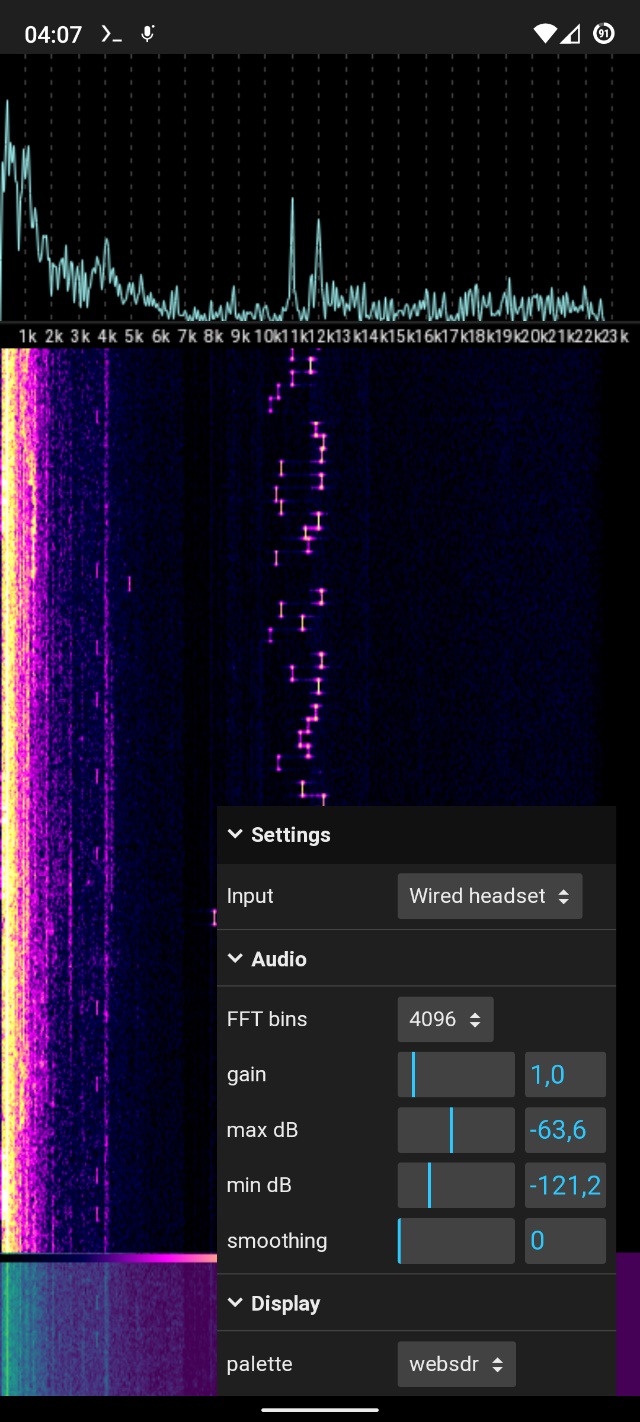 04:07
91
1k 2k 3k 4k 5k 6k 7k 8k 9k 10k 11k 12k 13k 14k 15k 16k 17k 18k 19k 20k 21k 22k 23k
Settings
Input Wired headset
Audio
FFT bins 4096
gain 1,0
max dB -63,6
min dB -121,2
smoothing 0
Display
palette websdr